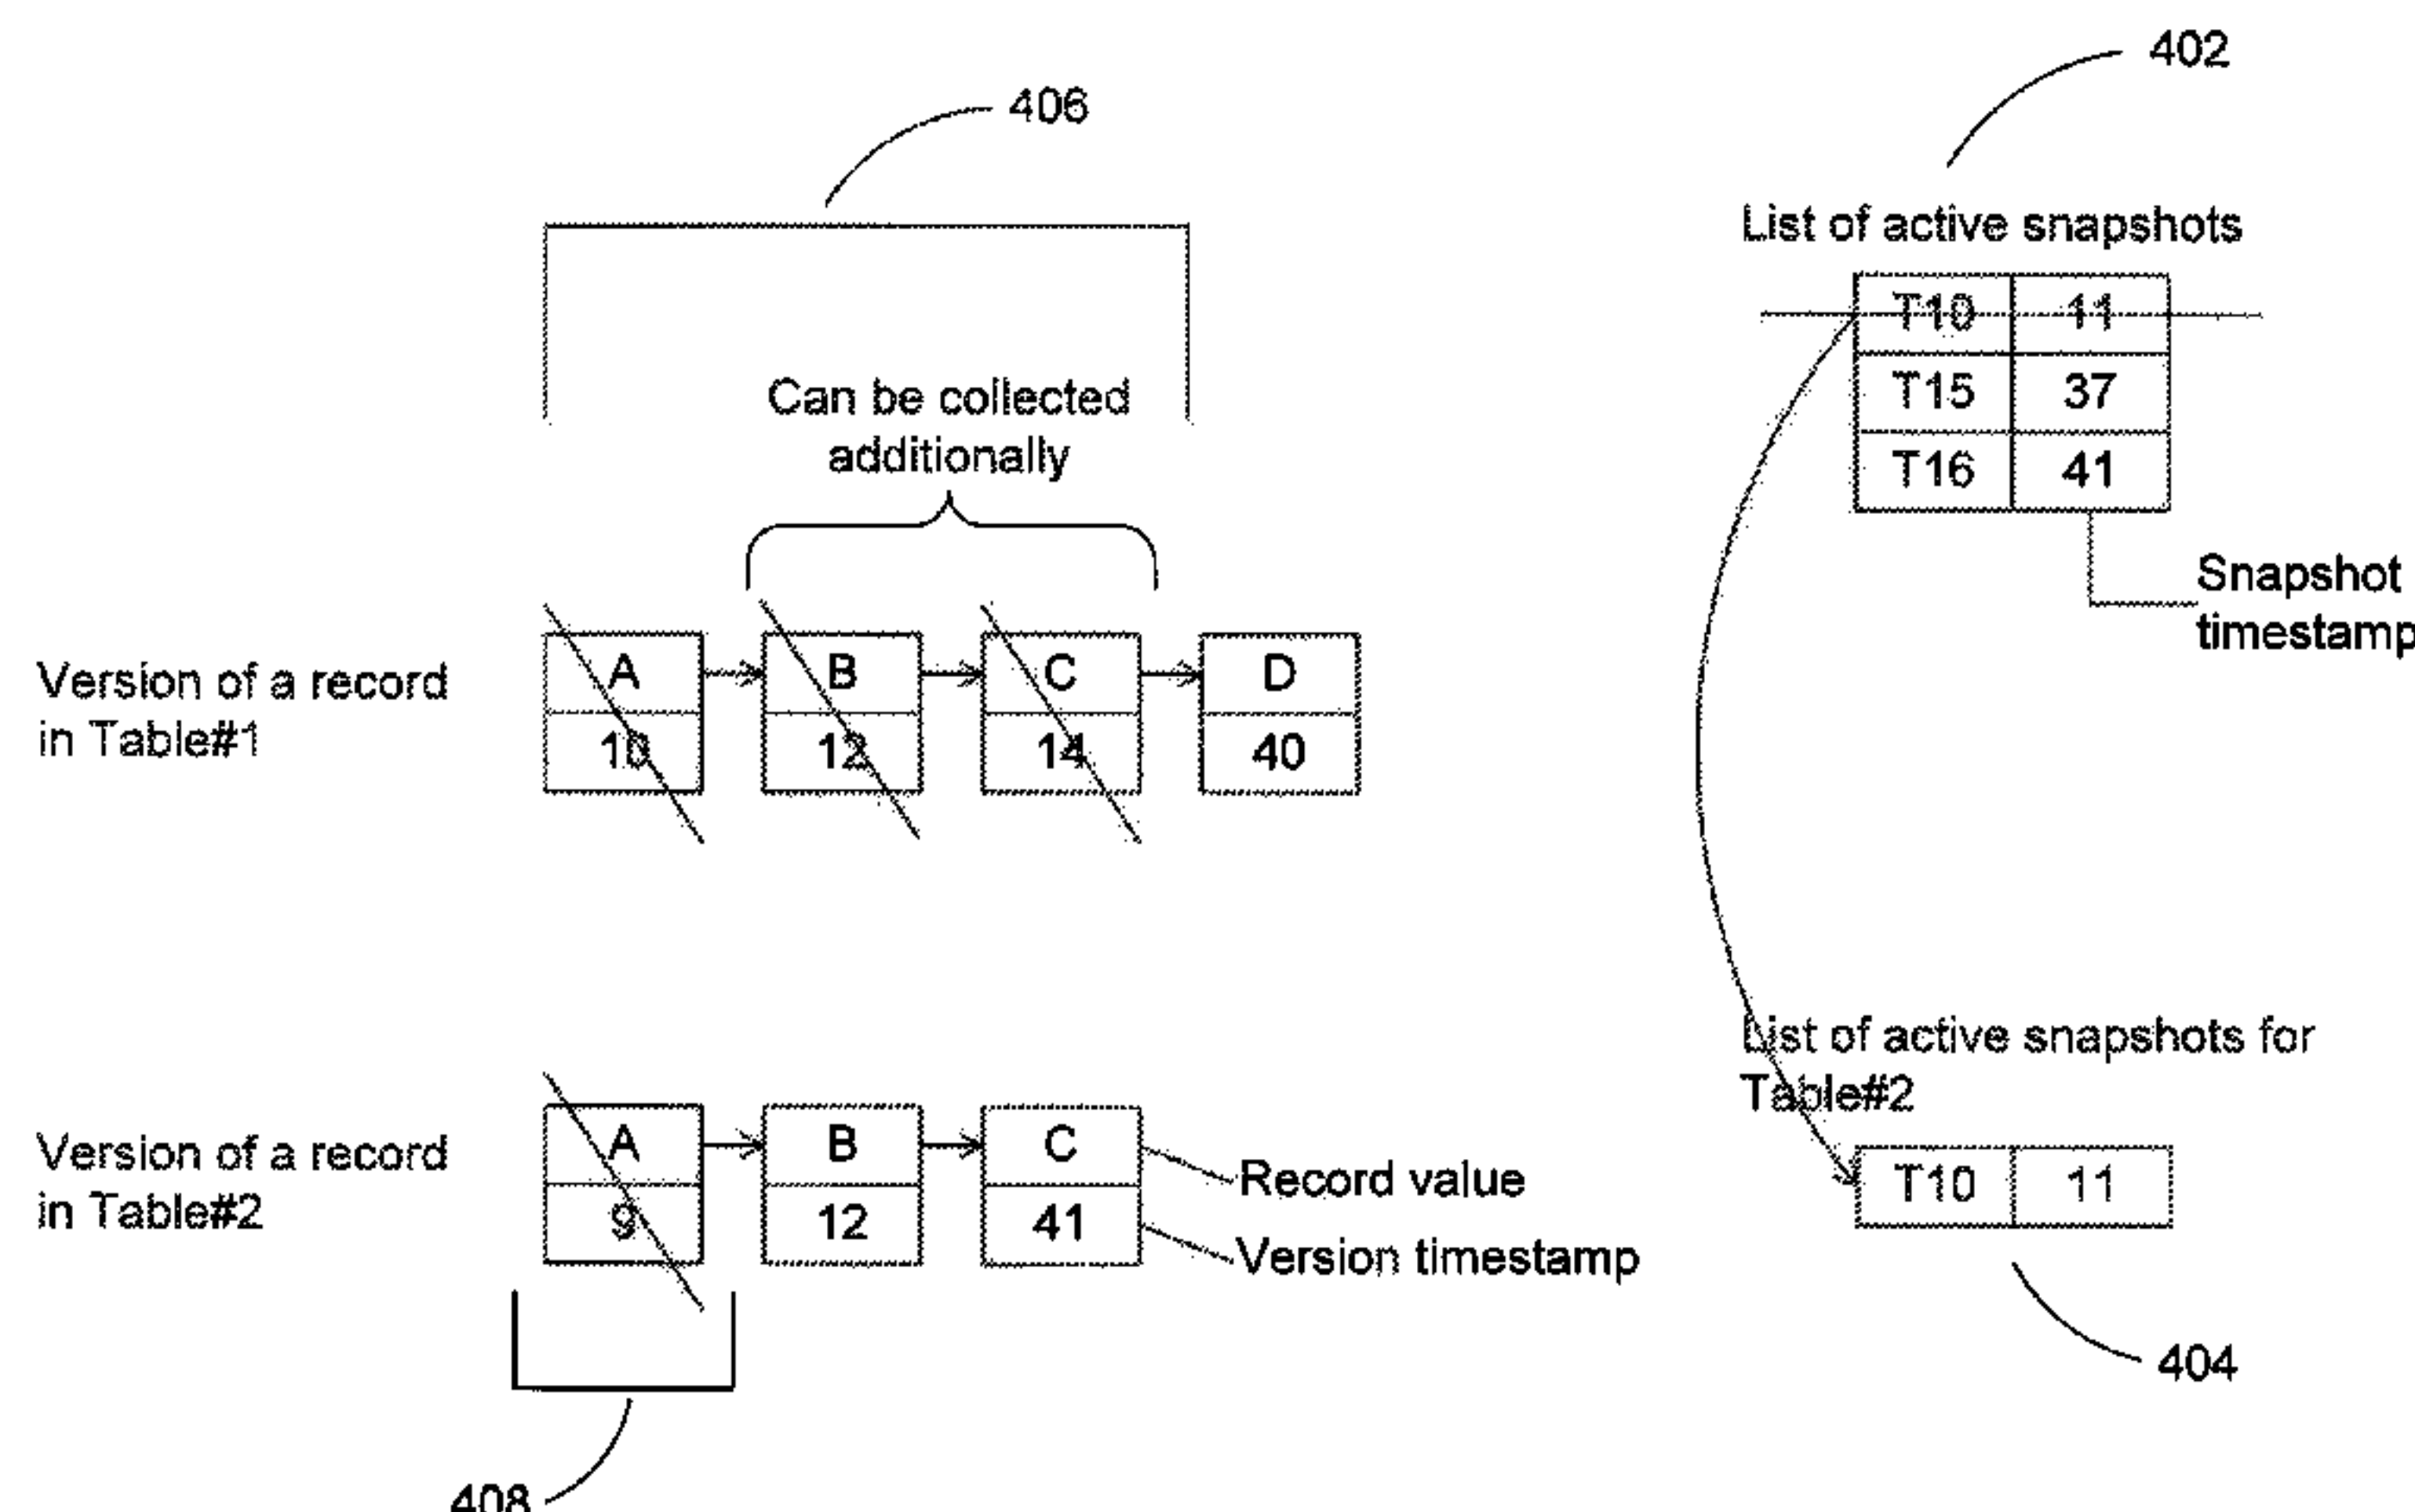 402
406
List of active snapshots
T10 11
T15 37
T16 41
Can be collected
additionally
Snapshot
timestamp
Version of a record
in Table#1
A B C D
10 12 14 40
List of active snapshots for
Table#2
Version of a record
in Table#2
A B C
9 12 41
Record value
Version timestamp
T10 11
404
408